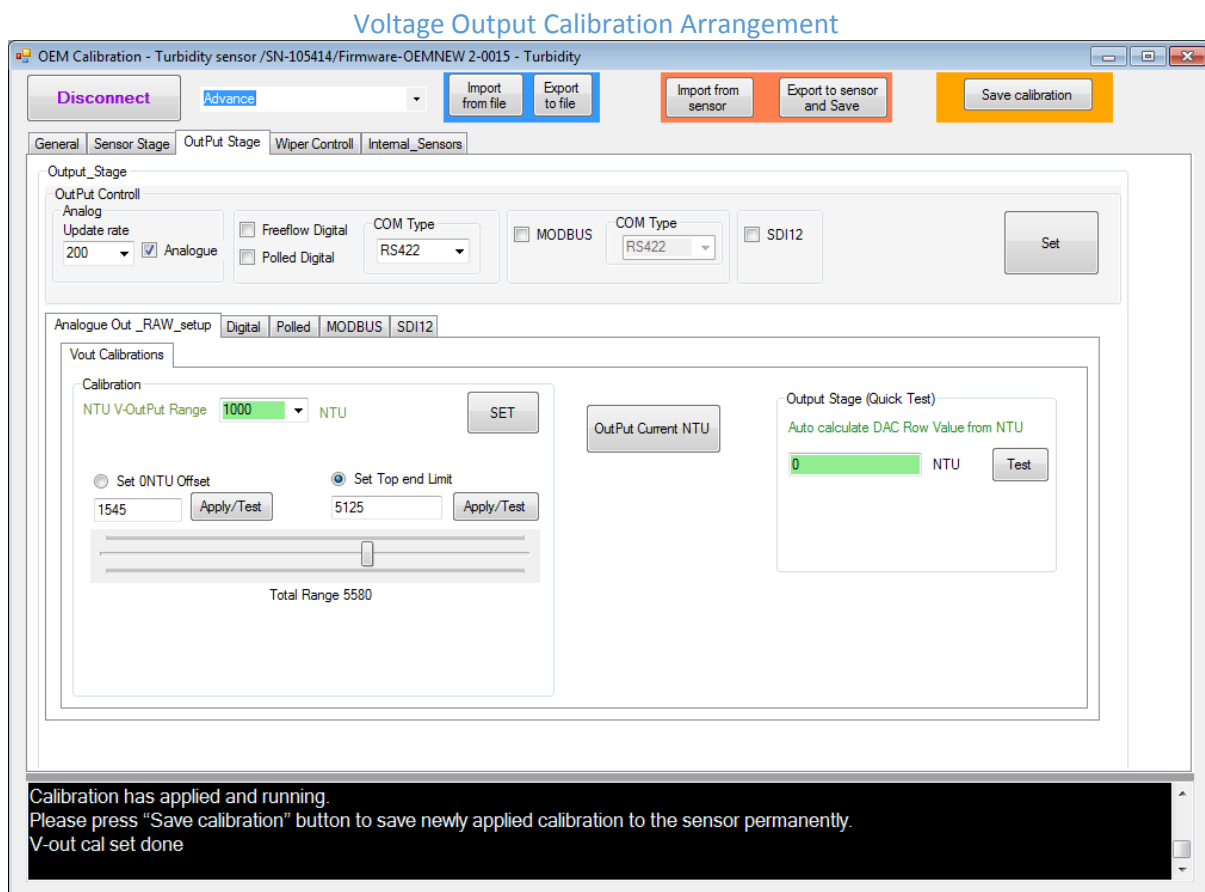 Voltage Output Calibration Arrangement
OEM Calibration - Turbidity sensor /SN-105414/Firmware-OEMNEW 2-0015 - Turbidity
Disconnect
Advance
Import from file
Export to file
Import from sensor
Export to sensor and Save
Save calibration
General
Sensor Stage
OutPut Stage
Wiper Controll
Internal_Sensors
Output_Stage
OutPut Controll
Analog
Update rate
200
Analogue
Freeflow Digital
Polled Digital
COM Type
RS422
MODBUS
COM Type
RS422
SDI12
Set
Analogue Out _RAW_setup
Digital
Polled
MODBUS
SDI12
Vout Calibrations
Calibration
NTU V-OutPut Range
1000
NTU
SET
Set 0NTU Offset
1545
Apply/Test
Set Top end Limit
5125
Apply/Test
Total Range 5580
OutPut Current NTU
Output Stage (Quick Test)
Auto calculate DAC Row Value from NTU
0
NTU
Test
Calibration has applied and running.
Please press “Save calibration” button to save newly applied calibration to the sensor permanently.
V-out cal set done